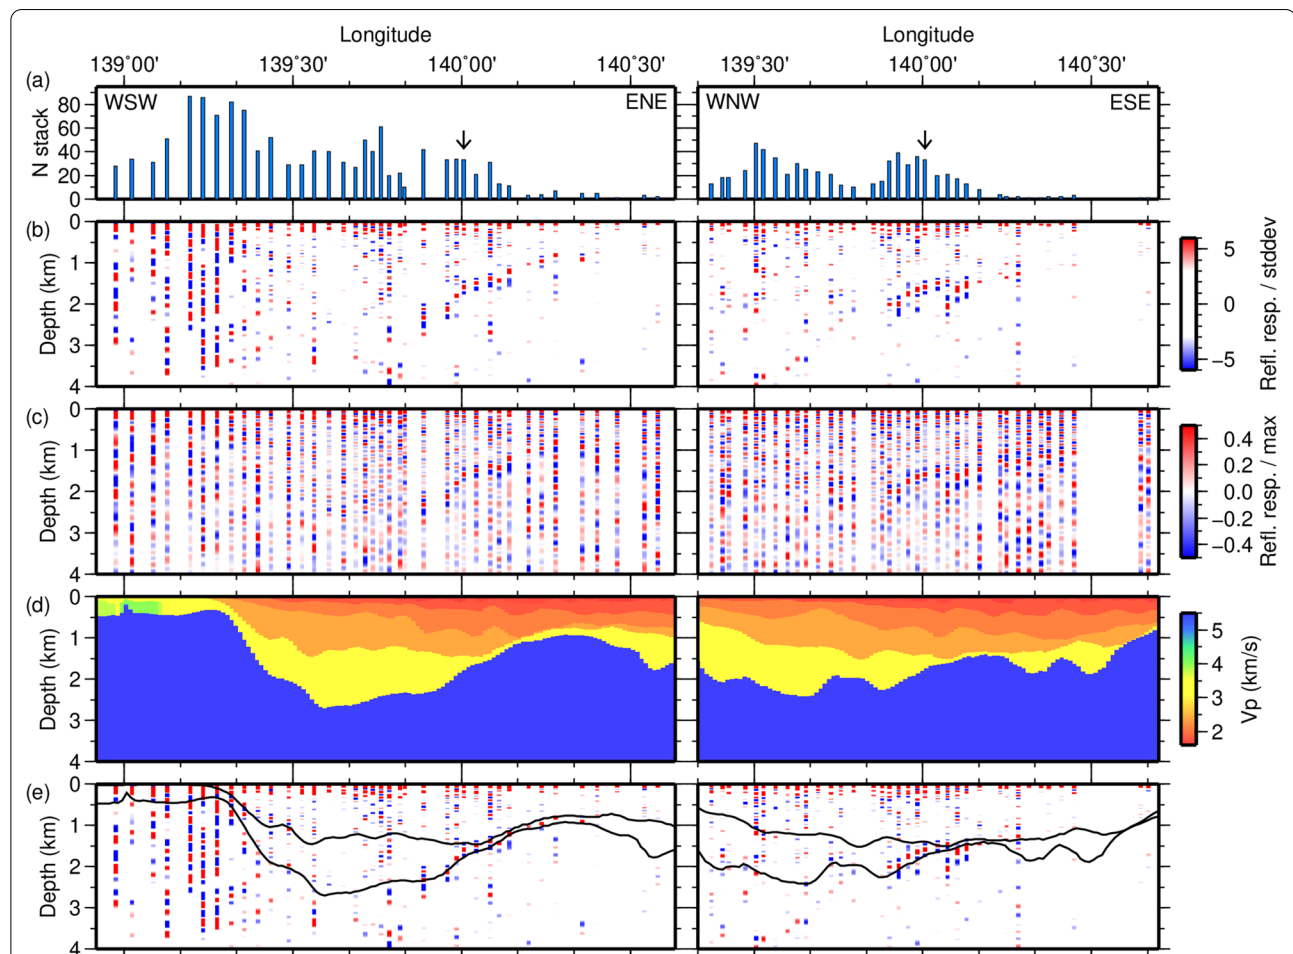 Longitude Longitude
139°00' 139°30' 140°00' 140°30' 139°30' 140°00' 140°30'
(a) N stack 80 60 40 20 0 WSW ENE WNW ESE
(b) Depth (km) 0 1 2 3 4
5 0 −5 Refl. resp. / stddev
(c) Depth (km) 0 1 2 3 4
0.4 0.2 0.0 −0.2 −0.4 Refl. resp. / max
(d) Depth (km) 0 1 2 3 4
5 4 3 2 Vp (km/s)
(e) Depth (km) 0 1 2 3 4